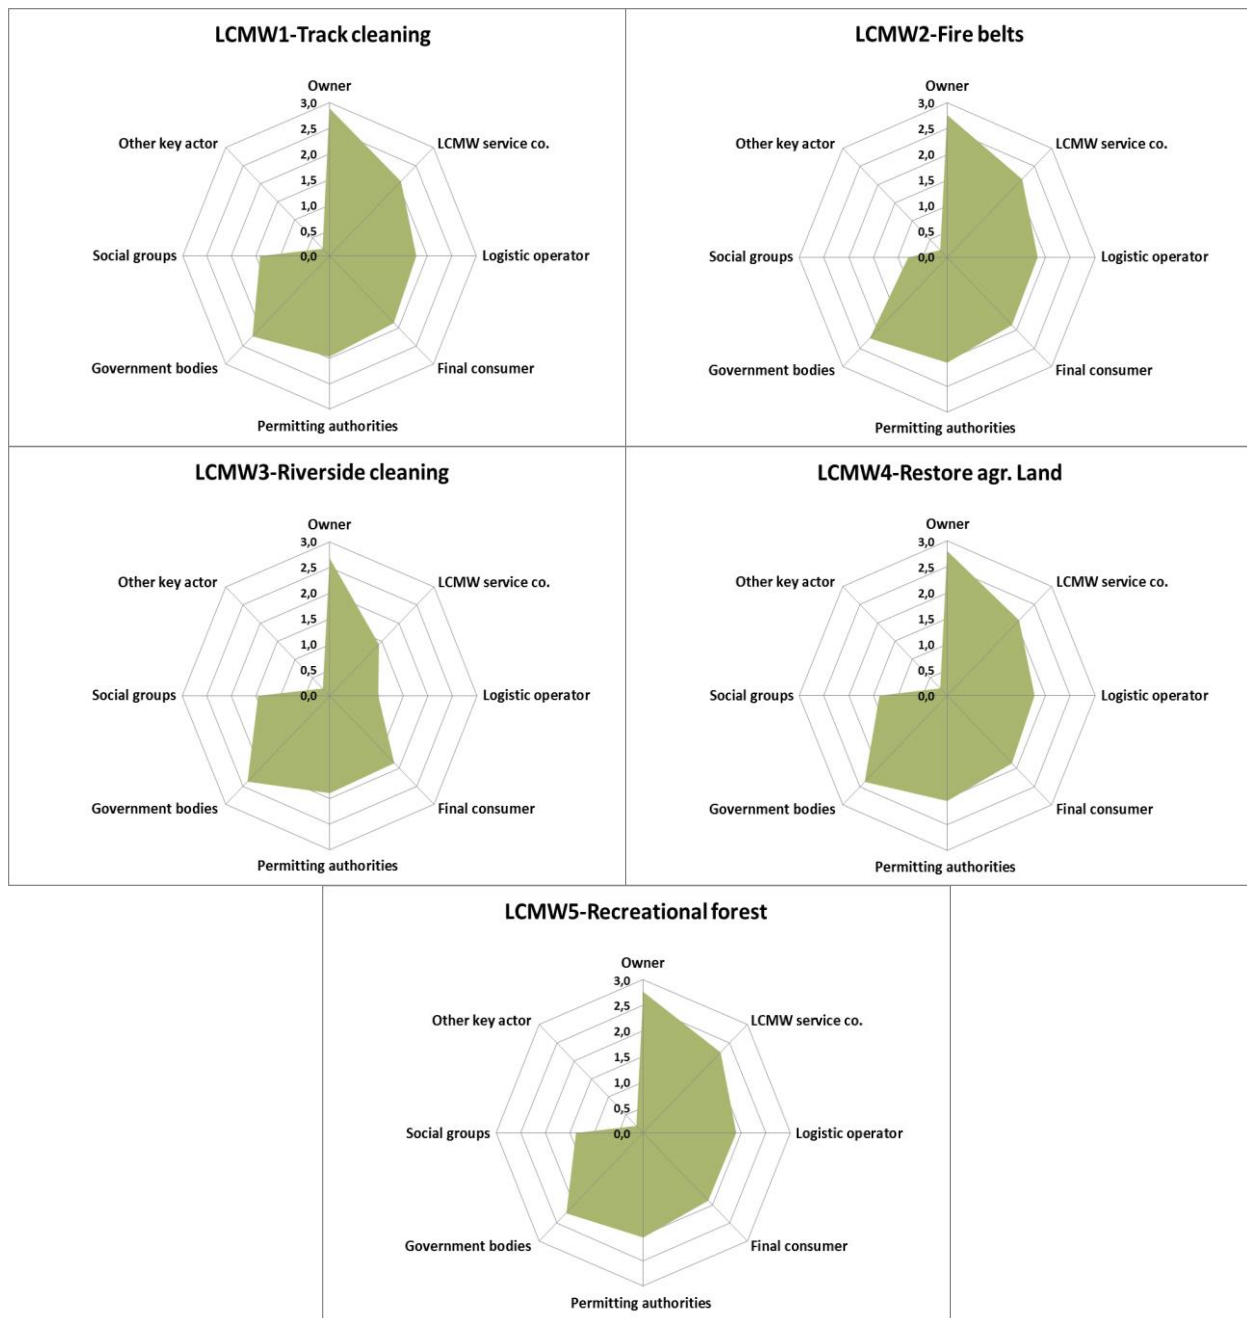 LCMW1-Track cleaning
Owner
3,0
2,5
2,0
1,5
1,0
0,5
0,0
LCMW service co.
Logistic operator
Final consumer
Permitting authorities
Government bodies
Social groups
Other key actor
LCMW2-Fire belts
Owner
3,0
2,5
2,0
1,5
1,0
0,5
0,0
LCMW service co.
Logistic operator
Final consumer
Permitting authorities
Government bodies
Social groups
Other key actor
LCMW3-Riverside cleaning
Owner
3,0
2,5
2,0
1,5
1,0
0,5
0,0
LCMW service co.
Logistic operator
Final consumer
Permitting authorities
Government bodies
Social groups
Other key actor
LCMW4-Restore agr. Land
Owner
3,0
2,5
2,0
1,5
1,0
0,5
0,0
LCMW service co.
Logistic operator
Final consumer
Permitting authorities
Government bodies
Social groups
Other key actor
LCMW5-Recreational forest
Owner
3,0
2,5
2,0
1,5
1,0
0,5
0,0
LCMW service co.
Logistic operator
Final consumer
Permitting authorities
Government bodies
Social groups
Other key actor